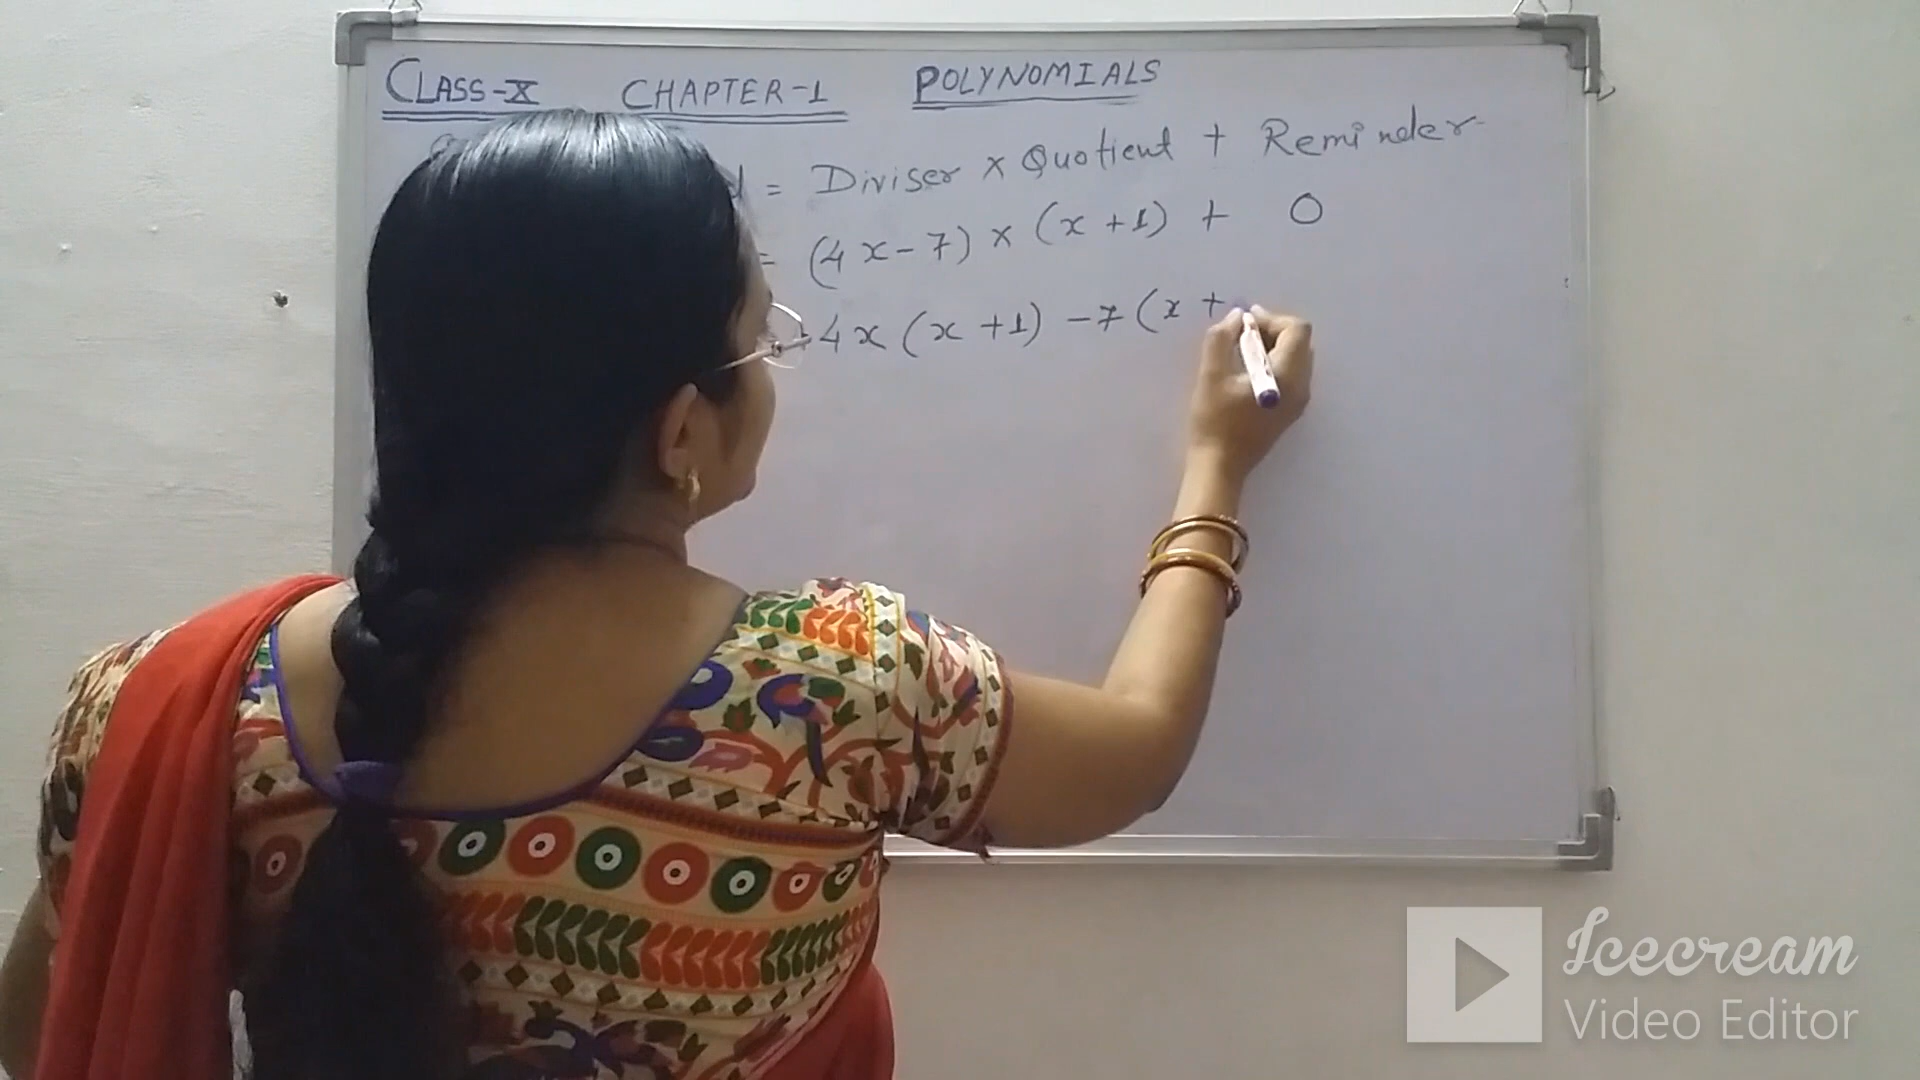 CLASS-X CHAPTER-1 POLYNOMIALS
= Diviser × Quotient + Reminder
= (4x-7) × (x+1) + 0
4x (x+1) -7 (x +
Icecream
Video Editor